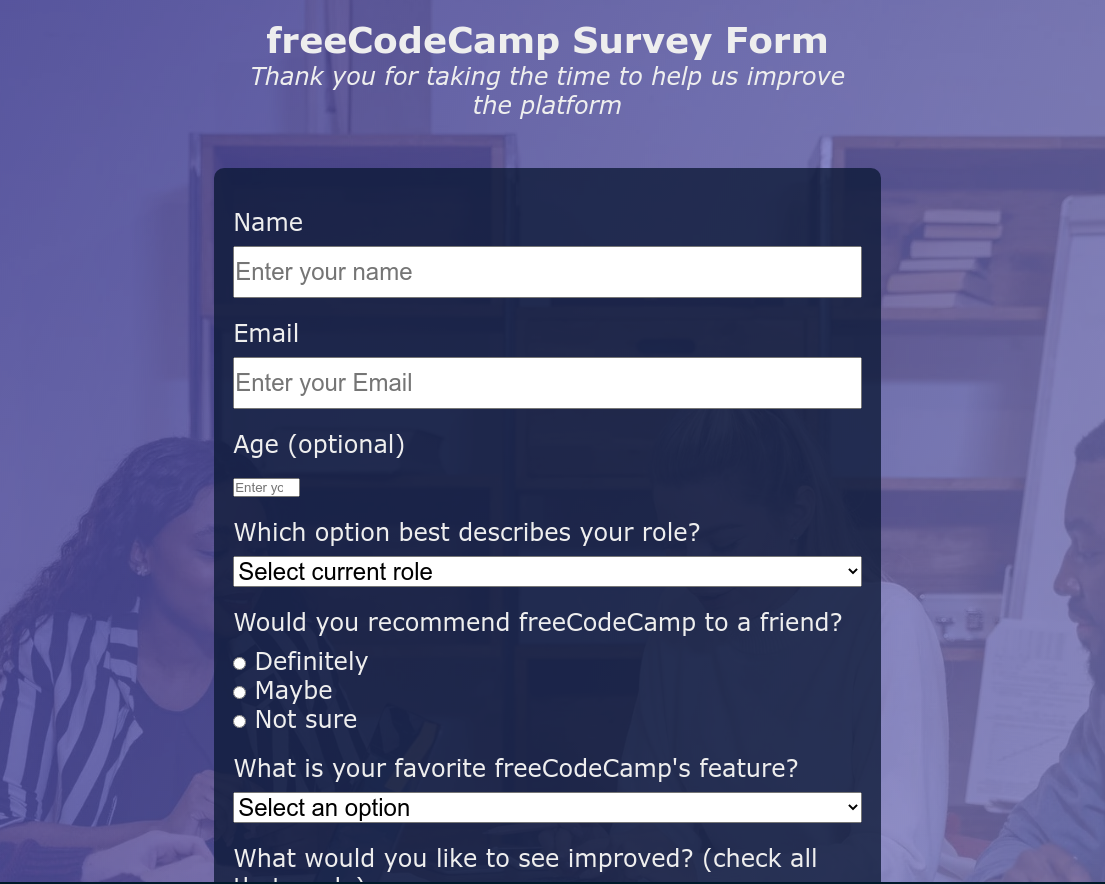 freeCodeCamp Survey Form
Thank you for taking the time to help us improve
the platform
Name
Enter your name
Email
Enter your Email
Age (optional)
Enter
Which option best describes your role?
Select current role
Would you recommend freeCodeCamp to a friend?
Definitely
Maybe
Not sure
What is your favorite freeCodeCamp's feature?
Select an option
What would you like to see improved? (check all